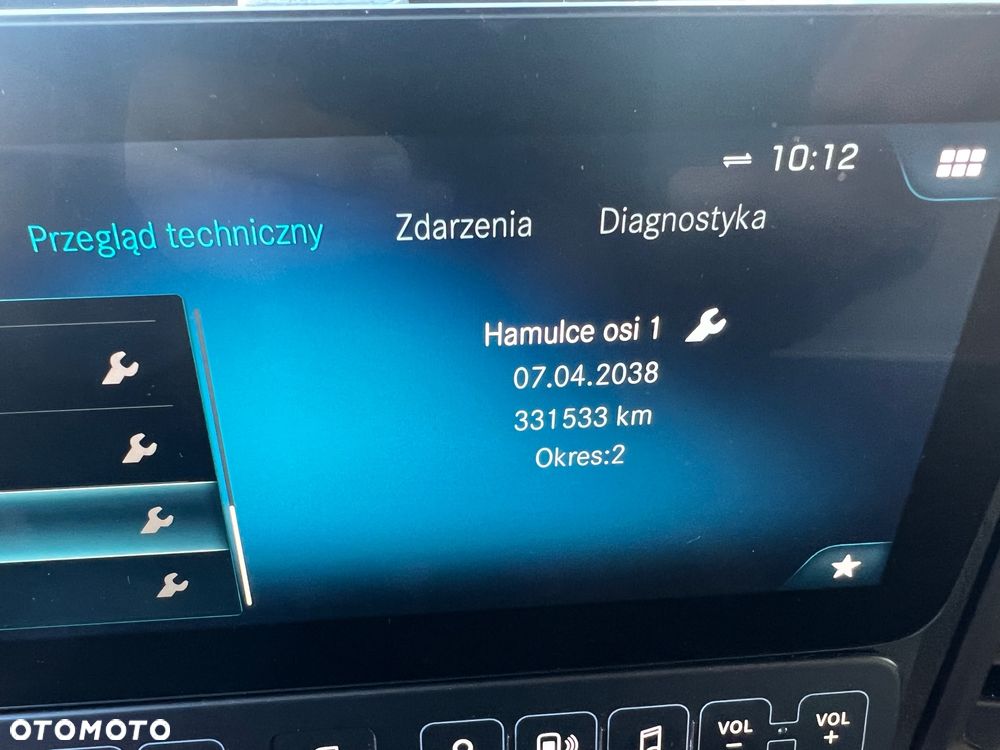 10:12
Przegląd techniczny Zdarzenia Diagnostyka
Hamulce osi 1
07.04.2038
331533 km
Okres:2
VOL VOL
− +
OTOMOTO